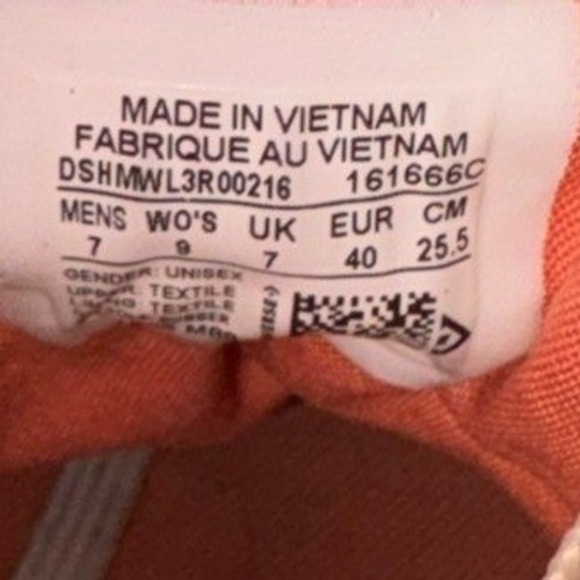 MADE IN VIETNAM
FABRIQUE AU VIETNAM
DSHMWL3R00216 161666C
MENS WO'S UK EUR CM
7 9 7 40 25.5
GENDER: UNISEX
UPPER: TEXTILE
LINING: TEXTILE